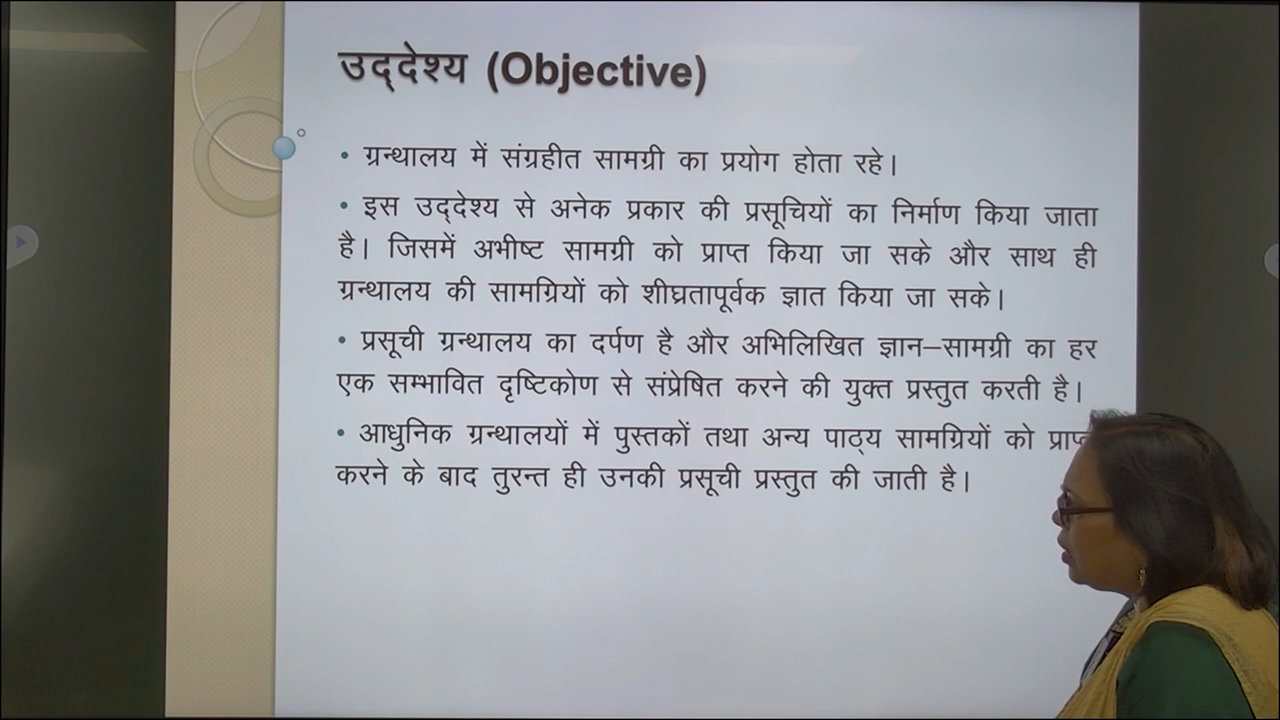 उद्देश्य (Objective)
• ग्रन्थालय में संग्रहीत सामग्री का प्रयोग होता रहे।
• इस उद्देश्य से अनेक प्रकार की प्रसूचियों का निर्माण किया जाता
है। जिसमें अभीष्ट सामग्री को प्राप्त किया जा सके और साथ ही
ग्रन्थालय की सामग्रियों को शीघ्रतापूर्वक ज्ञात किया जा सके।
• प्रसूची ग्रन्थालय का दर्पण है और अभिलिखित ज्ञान–सामग्री का हर
एक सम्भावित दृष्टिकोण से संप्रेषित करने की युक्त प्रस्तुत करती है।
• आधुनिक ग्रन्थालयों में पुस्तकों तथा अन्य पाठ्य सामग्रियों को
करने के बाद तुरन्त ही उनकी प्रसूची प्रस्तुत की जाती है।